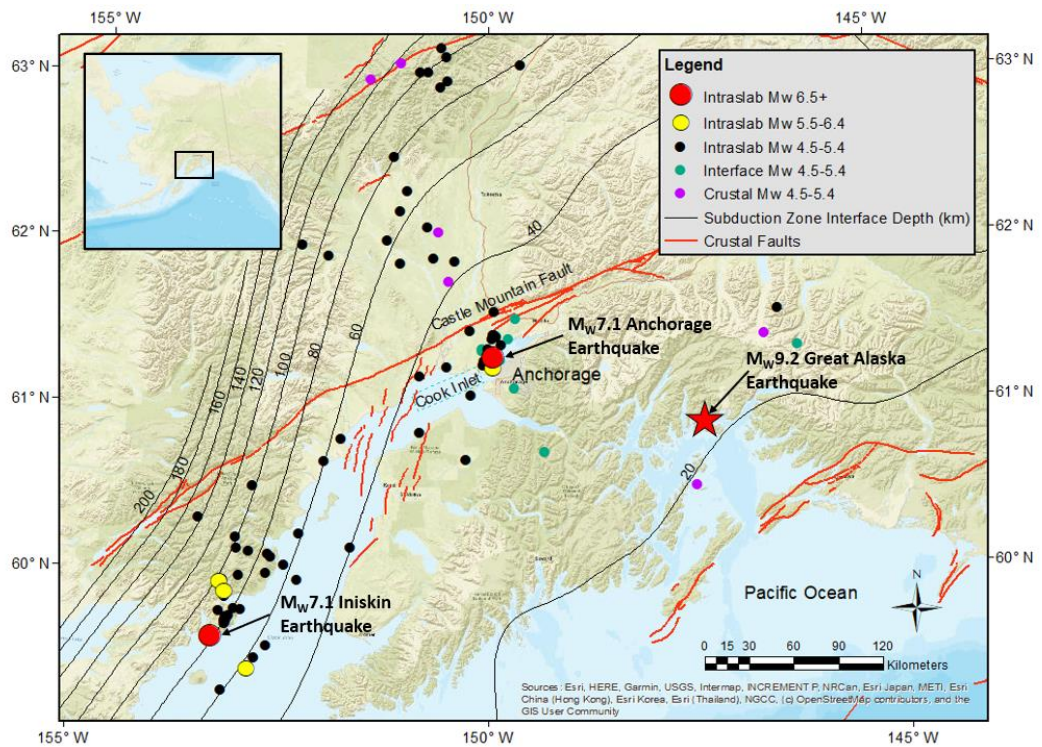 155° W
150° W
145° W
63° N
63° N
Legend
Intraslab Mw 6.5+
Intraslab Mw 5.5-6.4
Intraslab Mw 4.5-5.4
Interface Mw 4.5-5.4
Crustal Mw 4.5-5.4
Subduction Zone Interface Depth (km)
Crustal Faults
62° N
62° N
40
Castle Mountain Fault
60
80
100
120
140
160
180
200
Mw7.1 Anchorage
Earthquake
Anchorage
Cook Inlet
Mw9.2 Great Alaska
Earthquake
61° N
61° N
20
60° N
60° N
Mw7.1 Iniskin
Earthquake
Pacific Ocean
N
0 15 30 60 90 120
Kilometers
Sources: Esri, HERE, Garmin, USGS, Intermap, INCREMENT P, NRCan, Esri Japan, METI, Esri
China (Hong Kong), Esri Korea, Esri (Thailand), NGCC, (c) OpenStreetMap contributors, and the
GIS User Community
155° W
150° W
145° W